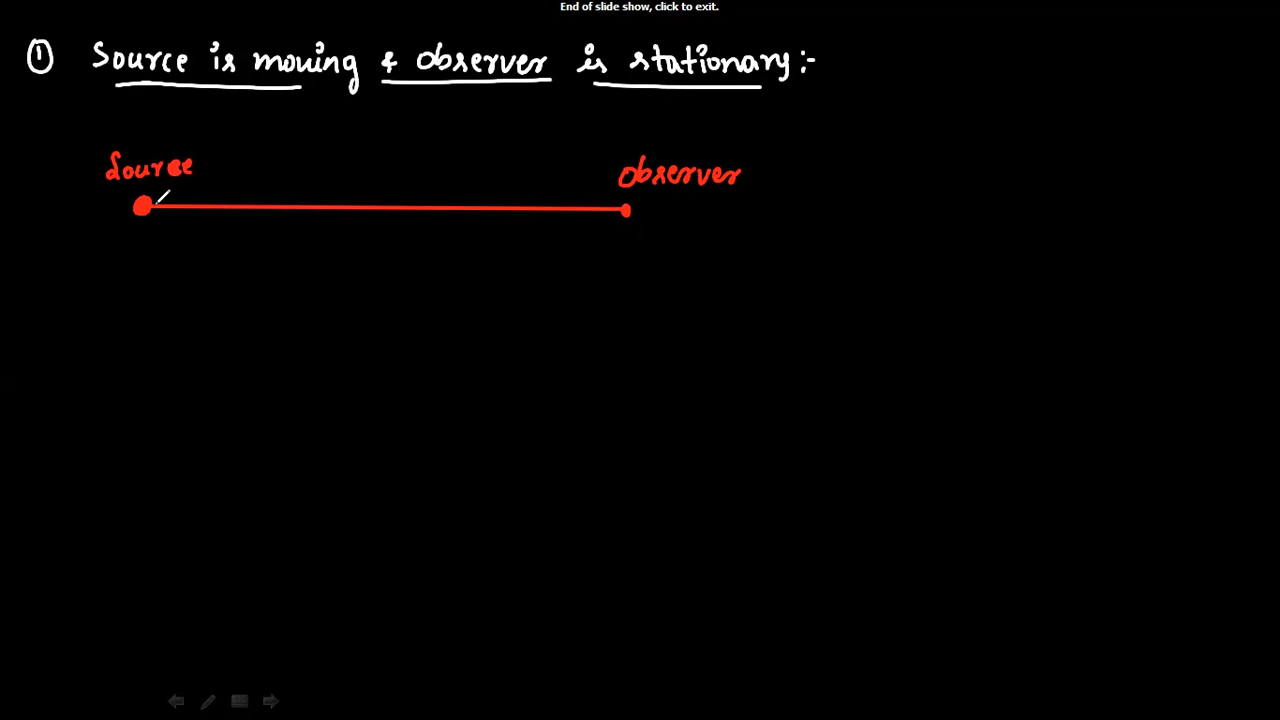 End of slide show, click to exit.
① Source is moving & observer is stationary :-
Source
Observer